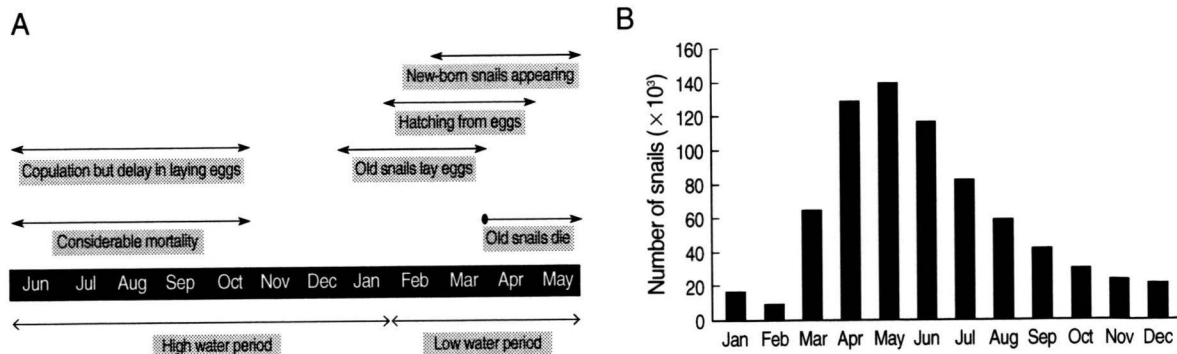 A
New-born snails appearing
Hatching from eggs
Copulation but delay in laying eggs
Old snails lay eggs
Considerable mortality
Old snails die
Jun Jul Aug Sep Oct Nov Dec Jan Feb Mar Apr May
High water period
Low water period
B
Number of snails (× 10³)
160
140
120
100
80
60
40
20
0
Jan Feb Mar Apr May Jun Jul Aug Sep Oct Nov Dec